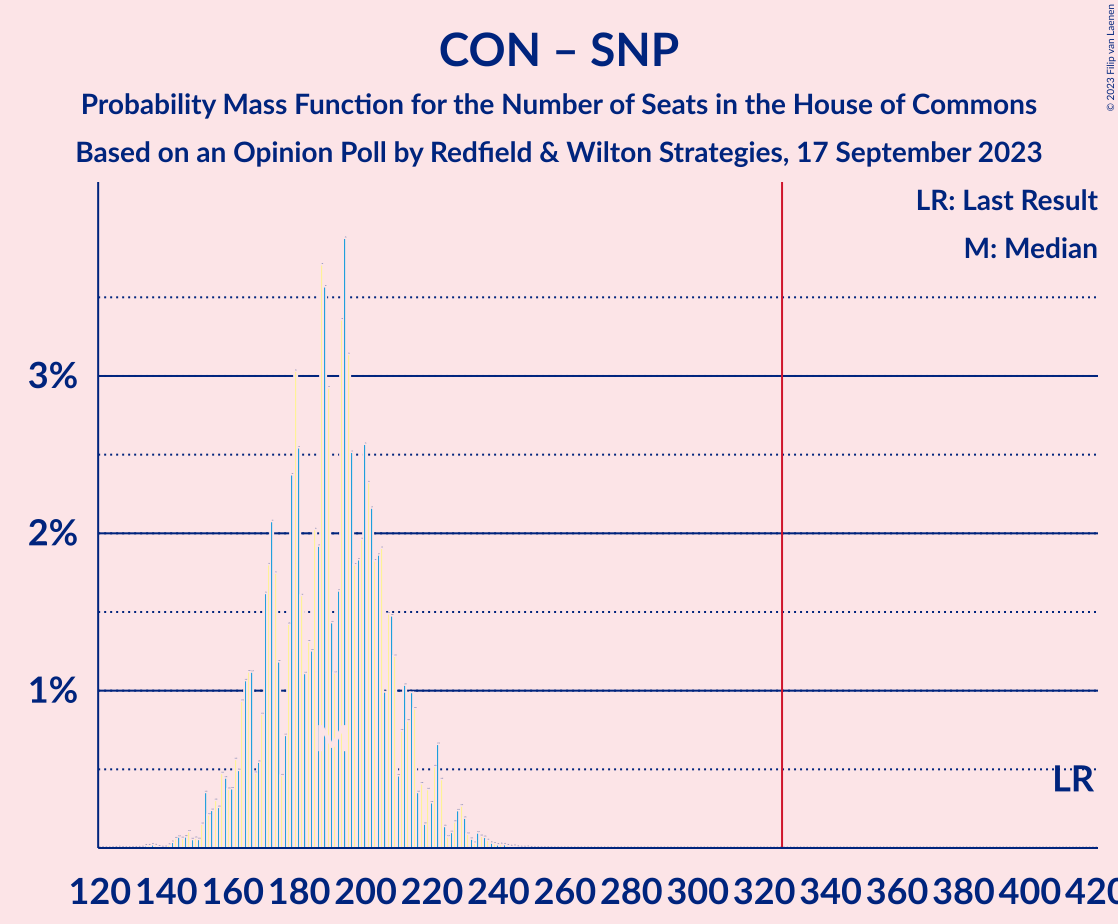 CON – SNP
Probability Mass Function for the Number of Seats in the House of Commons
Based on an Opinion Poll by Redfield & Wilton Strategies, 17 September 2023
© 2023 Filip van Laenen
LR: Last Result
M: Median
3%
2%
1%
M
LR
120 140 160 180 200 220 240 260 280 300 320 340 360 380 400 420